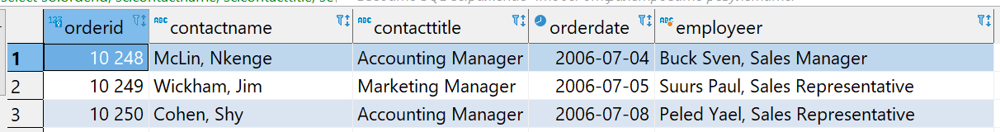 orderid contactname contacttitle orderdate employeer
1 10 248 McLin, Nkenge Accounting Manager 2006-07-04 Buck Sven, Sales Manager
2 10 249 Wickham, Jim Marketing Manager 2006-07-05 Suurs Paul, Sales Representative
3 10 250 Cohen, Shy Accounting Manager 2006-07-08 Peled Yael, Sales Representative